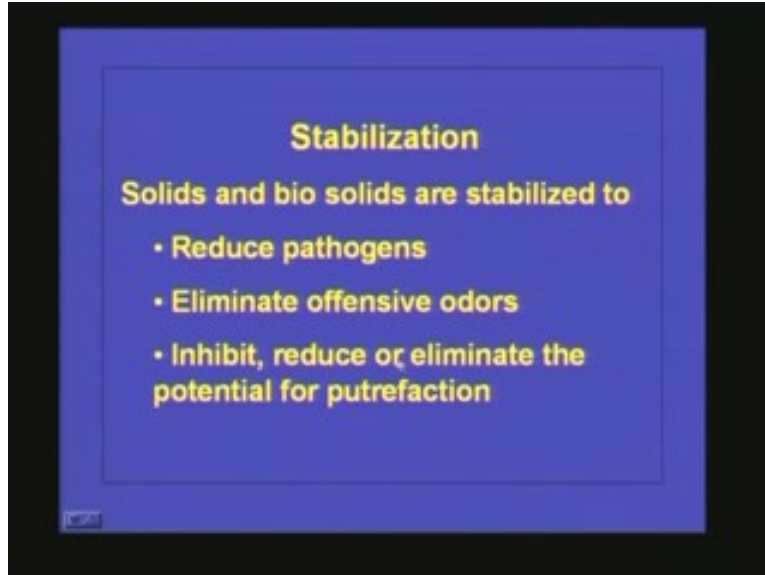 Stabilization
Solids and bio solids are stabilized to
• Reduce pathogens
• Eliminate offensive odors
• Inhibit, reduce or eliminate the
potential for putrefaction